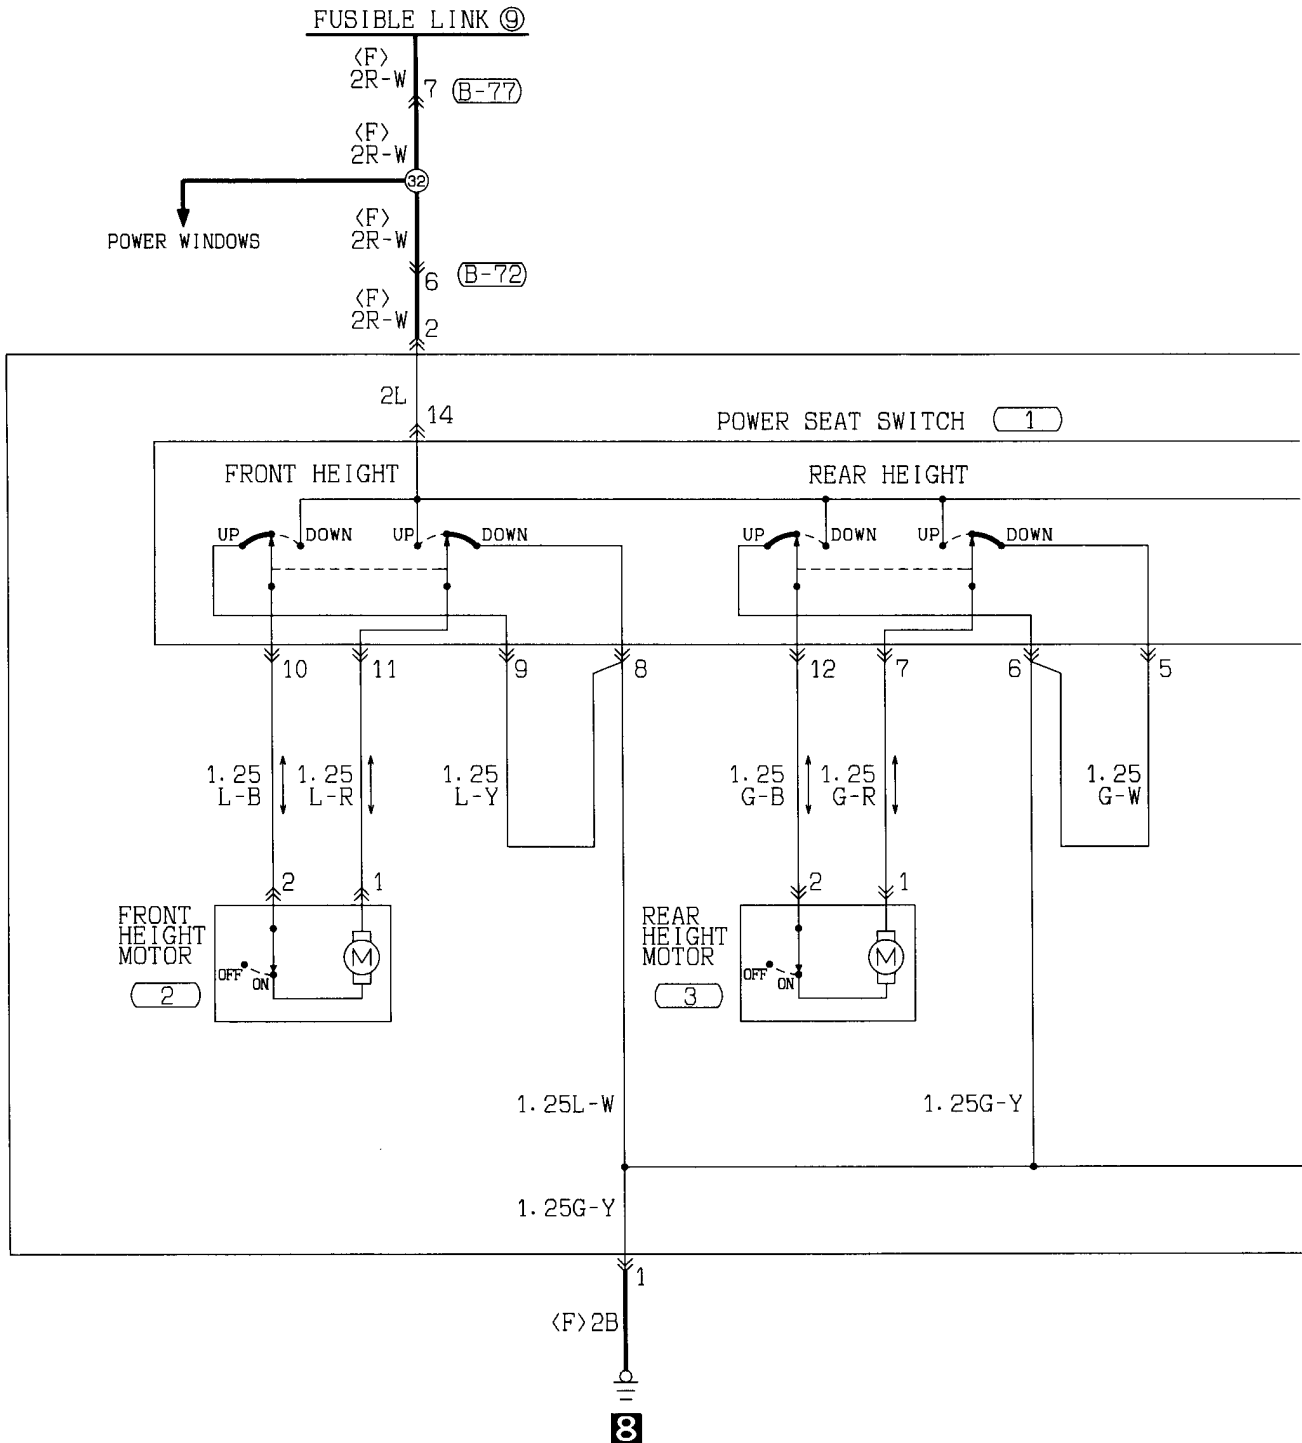 FUSIBLE LINK ⑨
〈F〉
2R-W
7
B-77
〈F〉
2R-W
32
POWER WINDOWS
〈F〉
2R-W
6
B-72
〈F〉
2R-W
2
2L
14
POWER SEAT SWITCH
1
FRONT HEIGHT
REAR HEIGHT
UP
DOWN
UP
DOWN
UP
DOWN
UP
DOWN
10
11
9
8
12
7
6
5
1.25
L-B
1.25
L-R
1.25
L-Y
1.25
G-B
1.25
G-R
1.25
G-W
2
1
2
1
FRONT
HEIGHT
MOTOR
M
OFF
ON
2
REAR
HEIGHT
MOTOR
M
OFF
ON
3
1.25L-W
1.25G-Y
1.25G-Y
1
〈F〉2B
8